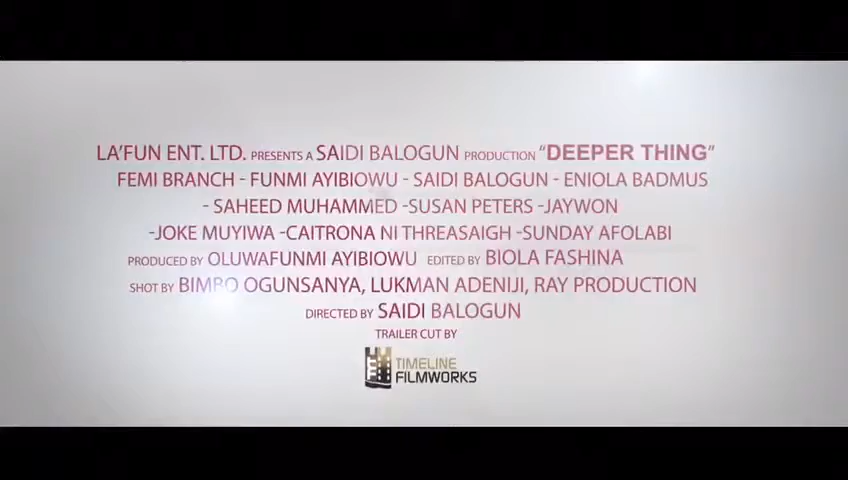 LA'FUN ENT. LTD. PRESENTS A SAIDI BALOGUN PRODUCTION "DEEPER THING"
FEMI BRANCH - FUNMI AYIBIOWU - SAIDI BALOGUN - ENIOLA BADMUS
- SAHEED MUHAMMED -SUSAN PETERS -JAYWON
-JOKE MUYIWA -CAITRONA NI THREASAIGH -SUNDAY AFOLABI
PRODUCED BY OLUWAFUNMI AYIBIOWU EDITED BY BIOLA FASHINA
SHOT BY BIMBO OGUNSANYA, LUKMAN ADENIJI, RAY PRODUCTION
DIRECTED BY SAIDI BALOGUN
TRAILER CUT BY
TIMELINE
FILMWORKS